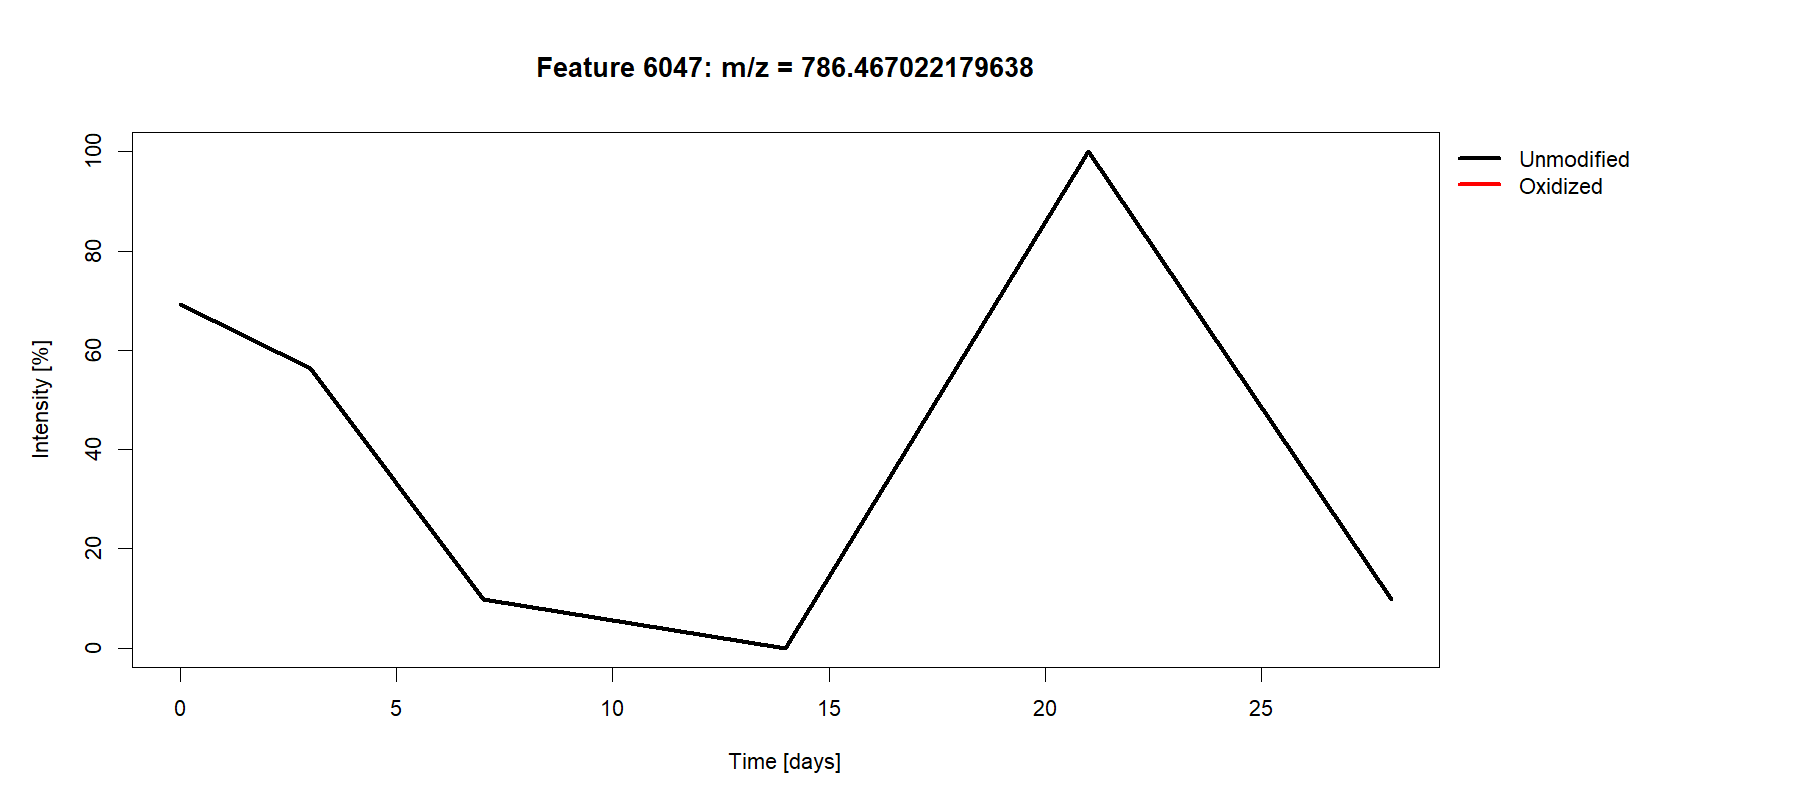 Feature 6047: m/z = 786.467022179638
Unmodified
Oxidized
Intensity [%]
100
80
60
40
20
0
0 5 10 15 20 25
Time [days]